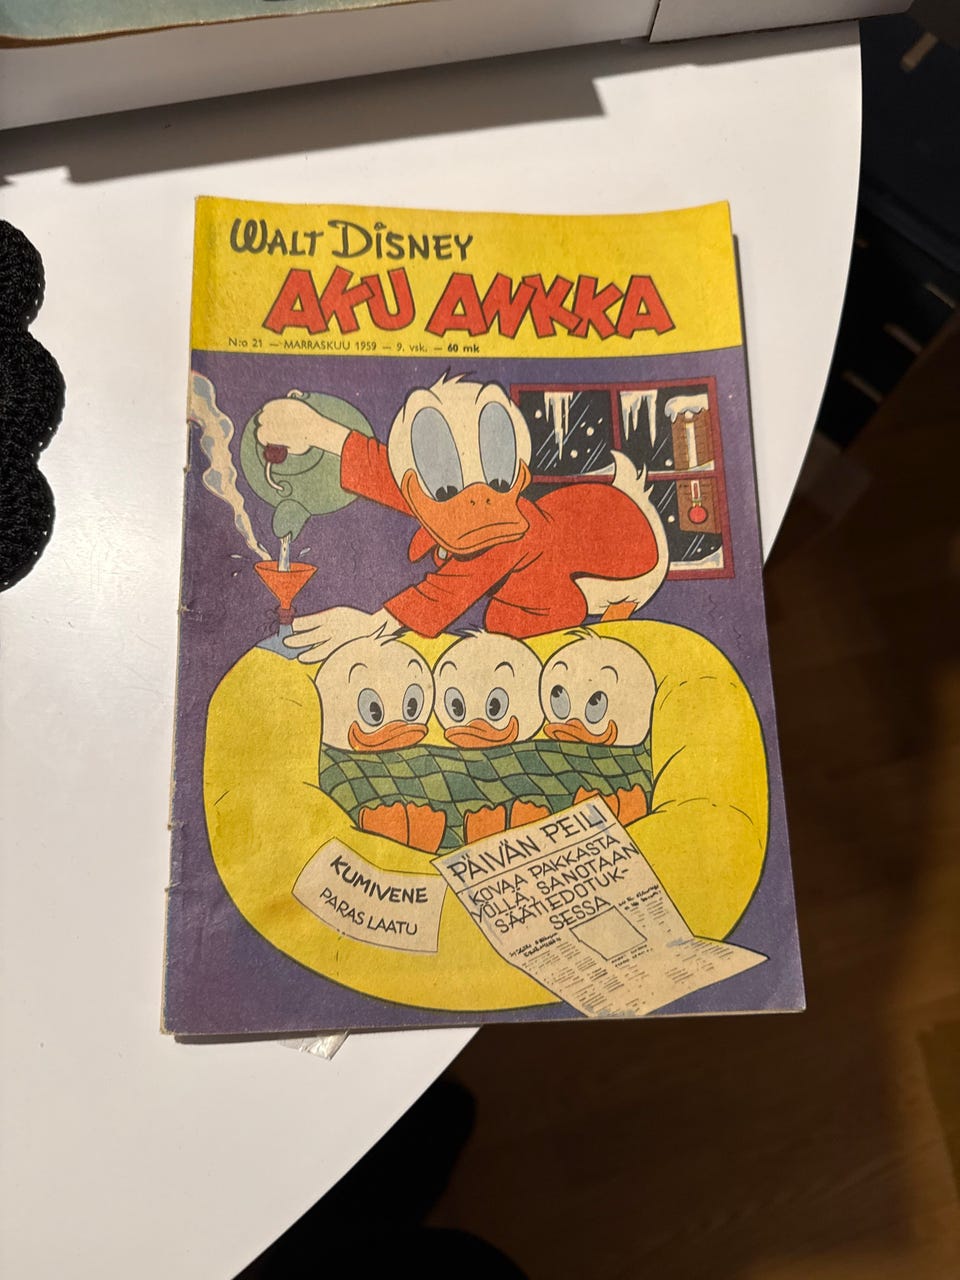 WALT DISNEY
AKU ANKKA
N:o 21 — MARRASKUU 1959 — 9. vsk. — 60 mk
KUMIVENE
PARAS LAATU
PÄIVÄN PEILI
KOVAA PAKKASTA
YÖLLÄ, SANOTAAN
SÄÄTIEDOTUK-
SESSA